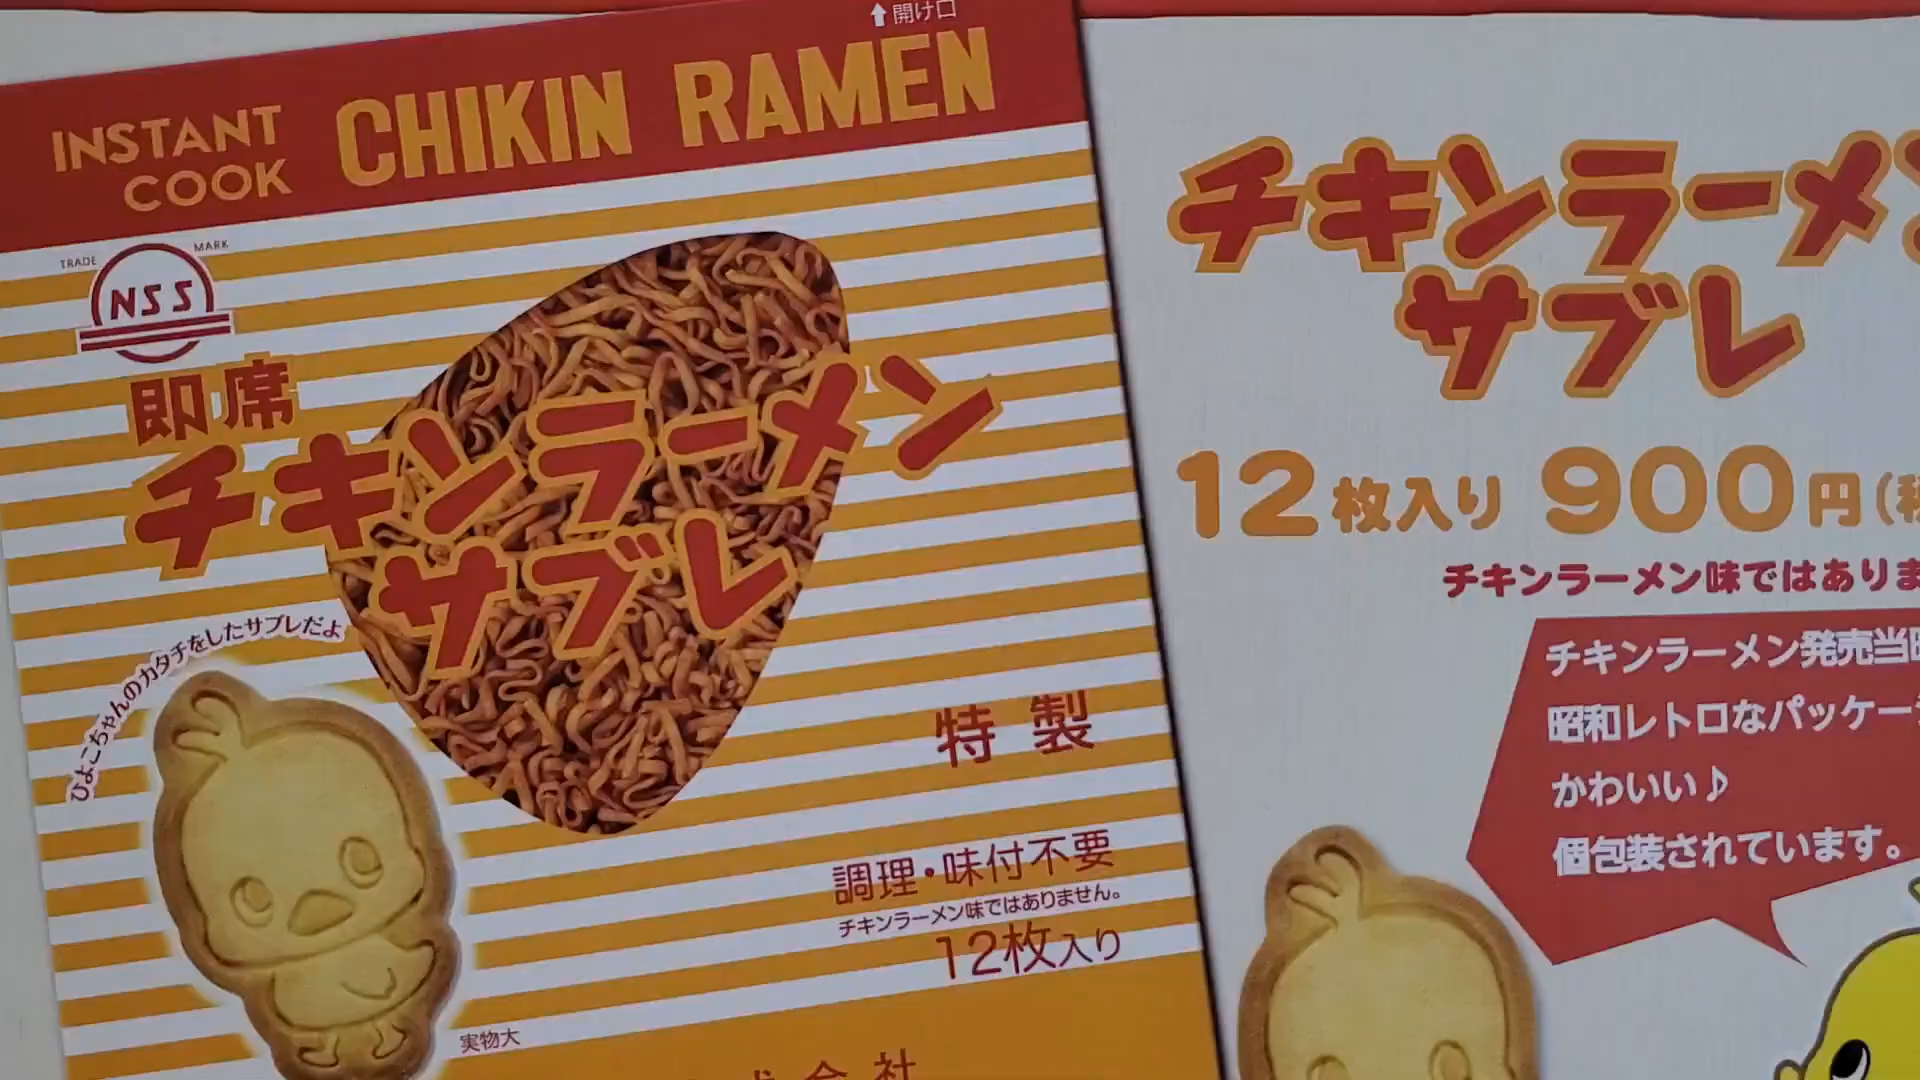 開け口
INSTANT COOK
CHIKIN RAMEN
TRADE MARK
NSS
即席
チキンラーメン
サブレ
ひよこちゃんのカタチをしたサブレだよ
特製
調理・味付不要
チキンラーメン味ではありません。
12枚入り
実物大
式会社
チキンラーメン
サブレ
12枚入り 900円(税
チキンラーメン味ではありま
チキンラーメン発売当時
昭和レトロなパッケー
かわいい♪
個包装されています。